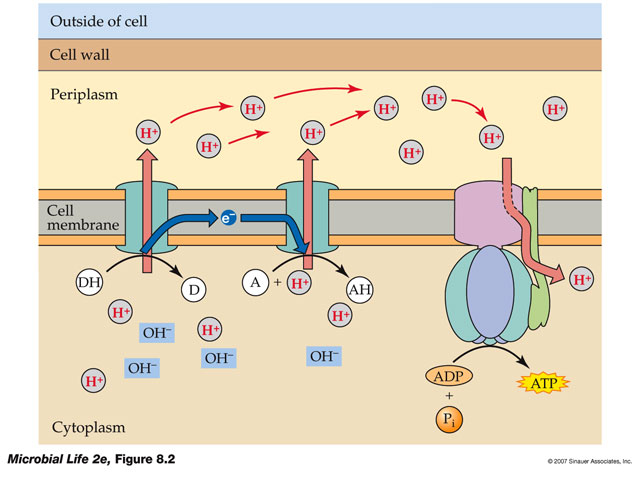 Outside of cell
Cell wall
Periplasm
H+
H+
H+
H+
H+
H+
H+
H+
H+
H+
Cell
membrane
e–
DH
D
A + H+
AH
H+
H+
H+
H+
H+
OH–
OH–
OH–
OH–
ADP
+
Pi
ATP
Cytoplasm
Microbial Life 2e, Figure 8.2
© 2007 Sinauer Associates, Inc.